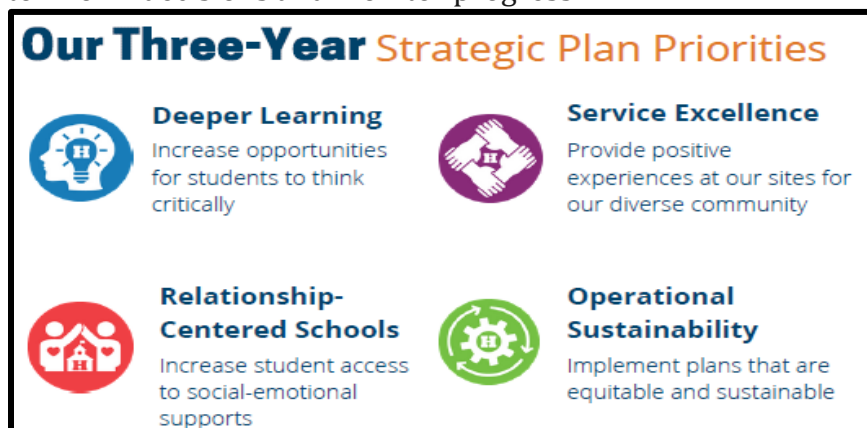 Our Three-Year Strategic Plan Priorities
Deeper Learning
Increase opportunities
for students to think
critically
Service Excellence
Provide positive
experiences at our sites for
our diverse community
Relationship-
Centered Schools
Increase student access
to social-emotional
supports
Operational
Sustainability
Implement plans that are
equitable and sustainable
H
H
H
H